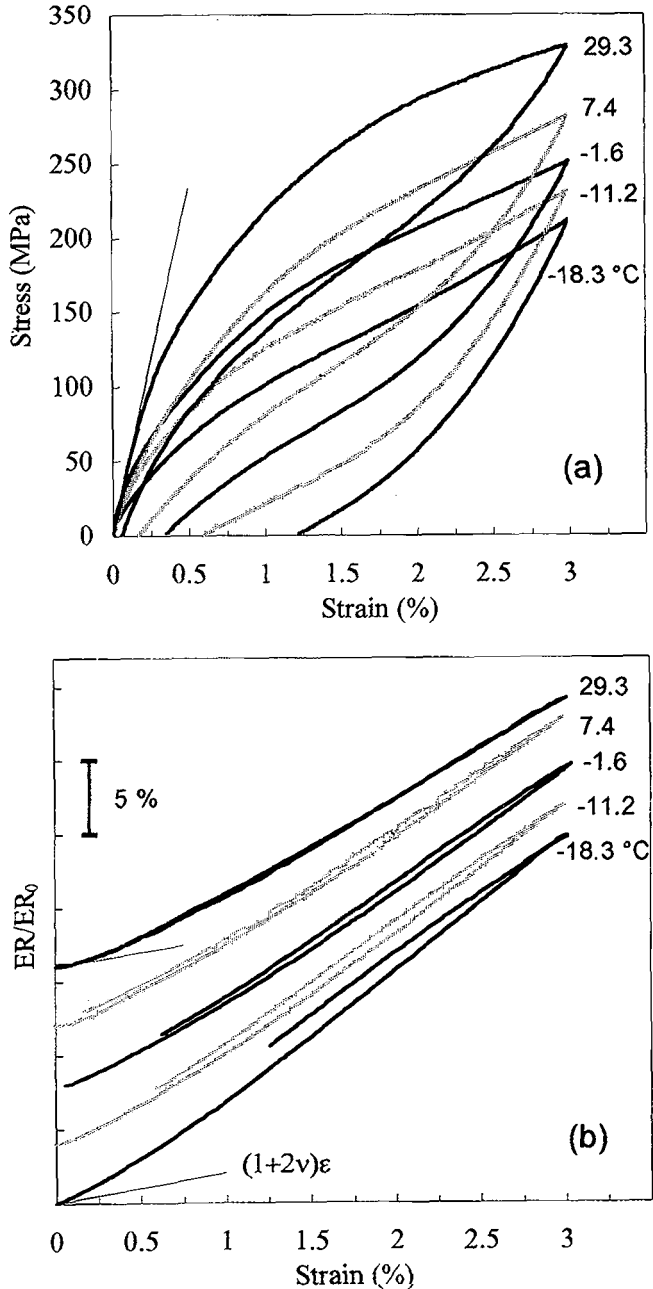 350
300
250
200
150
100
50
0
Stress (MPa)
29.3
7.4
-1.6
-11.2
-18.3 °C
(a)
0 0.5 1 1.5 2 2.5 3
Strain (%)
29.3
7.4
-1.6
-11.2
-18.3 °C
5 %
ER/ER₀
(1+2ν)ε
(b)
0 0.5 1 1.5 2 2.5 3
Strain (%)